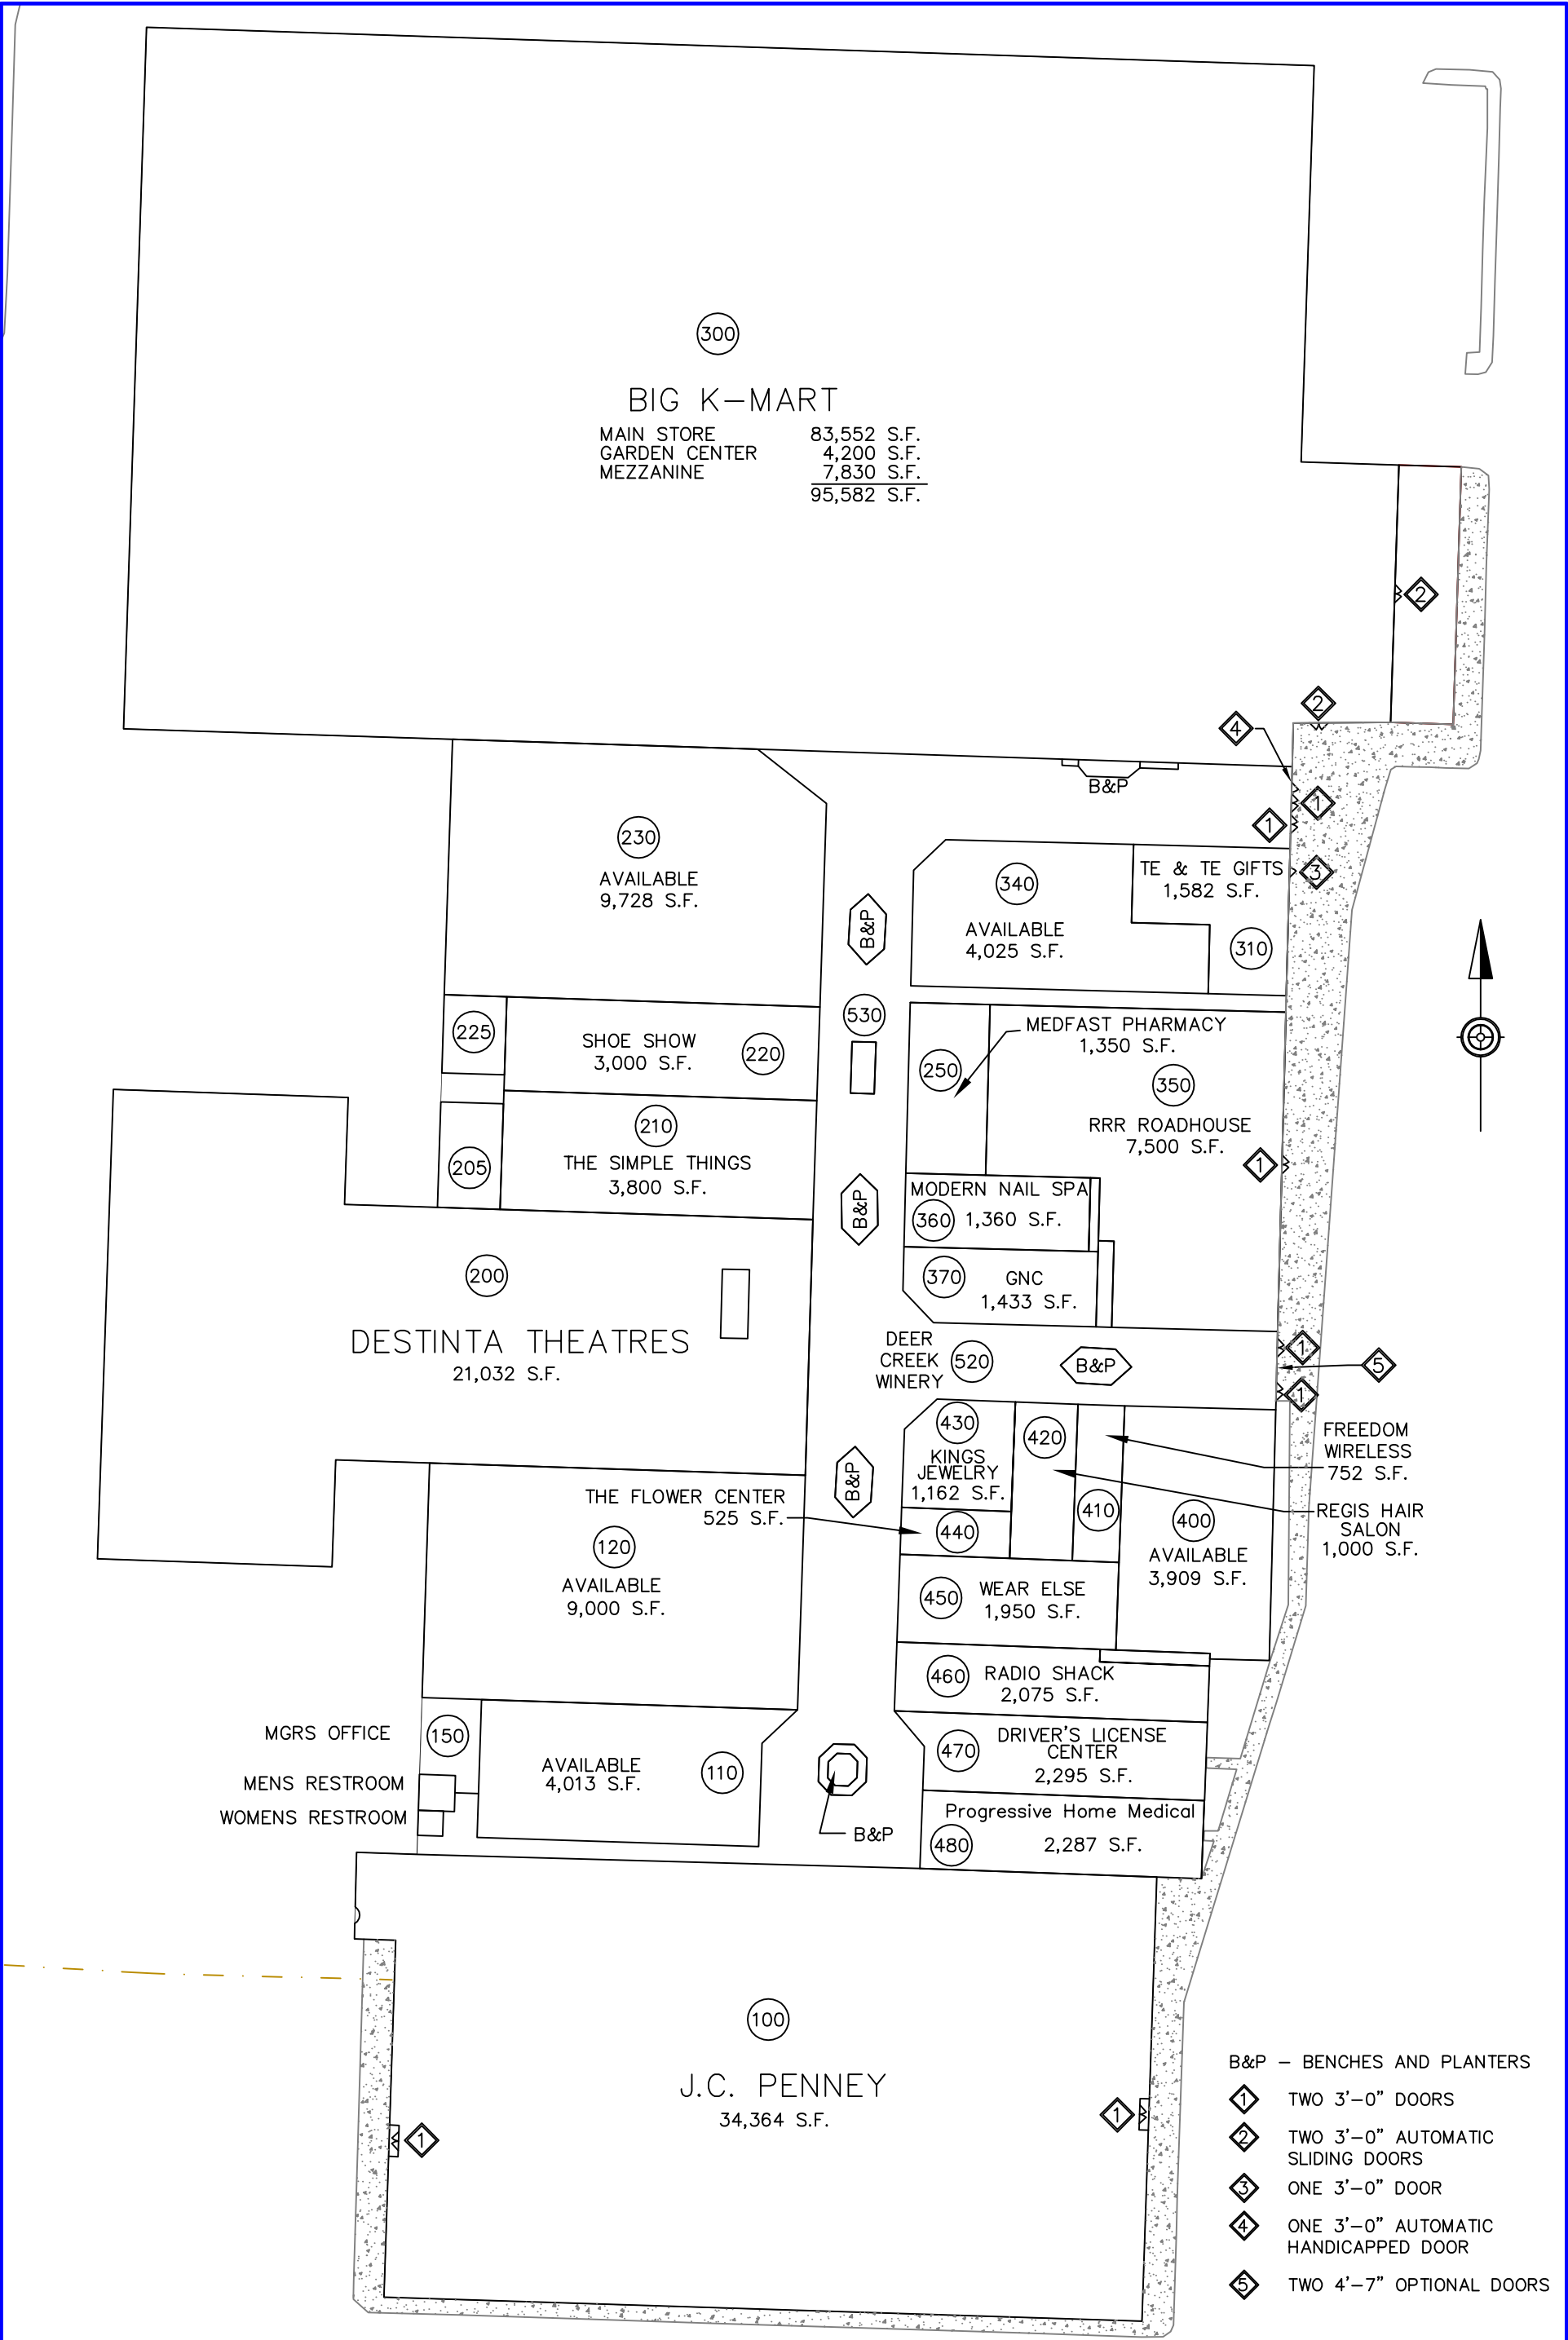 300
BIG K-MART
MAIN STORE 83,552 S.F.
GARDEN CENTER 4,200 S.F.
MEZZANINE 7,830 S.F.
95,582 S.F.
2
2
4
B&P
1
1
3
230
AVAILABLE
9,728 S.F.
B&P
340
AVAILABLE
4,025 S.F.
TE & TE GIFTS
1,582 S.F.
310
225
SHOE SHOW
3,000 S.F.
220
530
250
MEDFAST PHARMACY
1,350 S.F.
350
RRR ROADHOUSE
7,500 S.F.
1
205
210
THE SIMPLE THINGS
3,800 S.F.
B&P
MODERN NAIL SPA
360 1,360 S.F.
370 GNC
1,433 S.F.
200
DESTINTA THEATRES
21,032 S.F.
DEER
CREEK
WINERY
520
B&P
1
5
1
430
KINGS
JEWELRY
1,162 S.F.
420
410
FREEDOM
WIRELESS
752 S.F.
REGIS HAIR
SALON
1,000 S.F.
400
AVAILABLE
3,909 S.F.
B&P
THE FLOWER CENTER
525 S.F.
440
120
AVAILABLE
9,000 S.F.
450 WEAR ELSE
1,950 S.F.
460 RADIO SHACK
2,075 S.F.
MGRS OFFICE 150
MENS RESTROOM
WOMENS RESTROOM
AVAILABLE
4,013 S.F.
110
B&P
470 DRIVER'S LICENSE
CENTER
2,295 S.F.
Progressive Home Medical
480 2,287 S.F.
100
J.C. PENNEY
34,364 S.F.
1
1
B&P - BENCHES AND PLANTERS
1 TWO 3'-0" DOORS
2 TWO 3'-0" AUTOMATIC
SLIDING DOORS
3 ONE 3'-0" DOOR
4 ONE 3'-0" AUTOMATIC
HANDICAPPED DOOR
5 TWO 4'-7" OPTIONAL DOORS